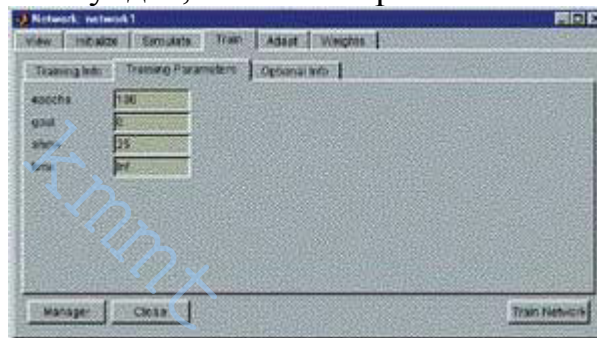 Network: network1
View Initialize Simulate Train Adapt Weights
Training Info Training Parameters Optional Info
epochs 100
goal 0
show 25
time Inf
kmmt
Manager Close Train Network